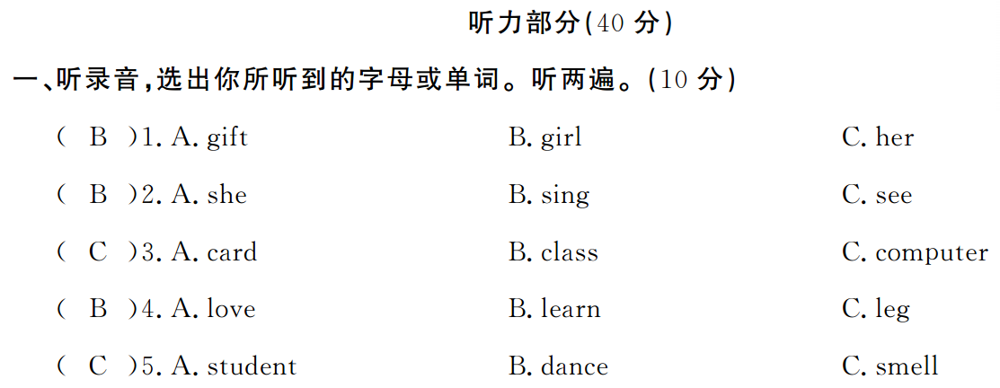 听力部分(40 分)
一、听录音,选出你所听到的字母或单词。听两遍。(10 分)
( B )1. A. gift B. girl C. her
( B )2. A. she B. sing C. see
( C )3. A. card B. class C. computer
( B )4. A. love B. learn C. leg
( C )5. A. student B. dance C. smell